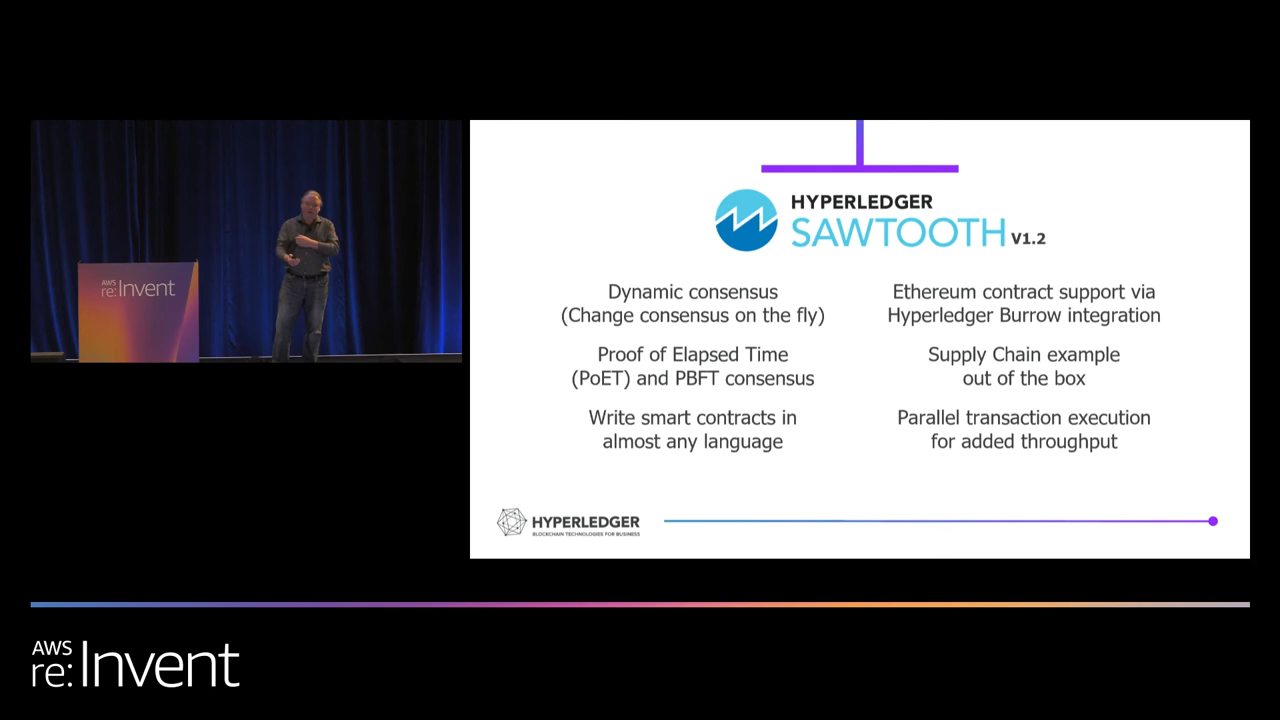 AWS
re:Invent
HYPERLEDGER
SAWTOOTH V1.2
Dynamic consensus
(Change consensus on the fly)
Proof of Elapsed Time
(PoET) and PBFT consensus
Write smart contracts in
almost any language
Ethereum contract support via
Hyperledger Burrow integration
Supply Chain example
out of the box
Parallel transaction execution
for added throughput
HYPERLEDGER
BLOCKCHAIN TECHNOLOGIES FOR BUSINESS
AWS
re:Invent